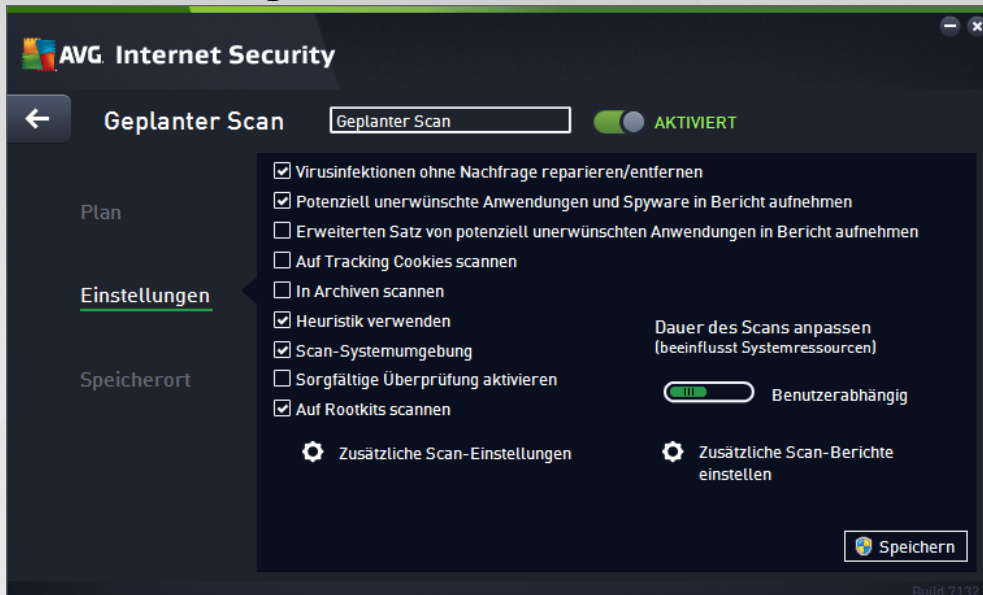 AVG. Internet Security
Geplanter Scan
Geplanter Scan
AKTIVIERT
Plan
Einstellungen
Speicherort
Virusinfektionen ohne Nachfrage reparieren/entfernen
Potenziell unerwünschte Anwendungen und Spyware in Bericht aufnehmen
Erweiterten Satz von potenziell unerwünschten Anwendungen in Bericht aufnehmen
Auf Tracking Cookies scannen
In Archiven scannen
Heuristik verwenden
Scan-Systemumgebung
Sorgfältige Überprüfung aktivieren
Auf Rootkits scannen
Dauer des Scans anpassen
(beeinflusst Systemressourcen)
Benutzerabhängig
Zusätzliche Scan-Einstellungen
Zusätzliche Scan-Berichte
einstellen
Speichern
Build 7132